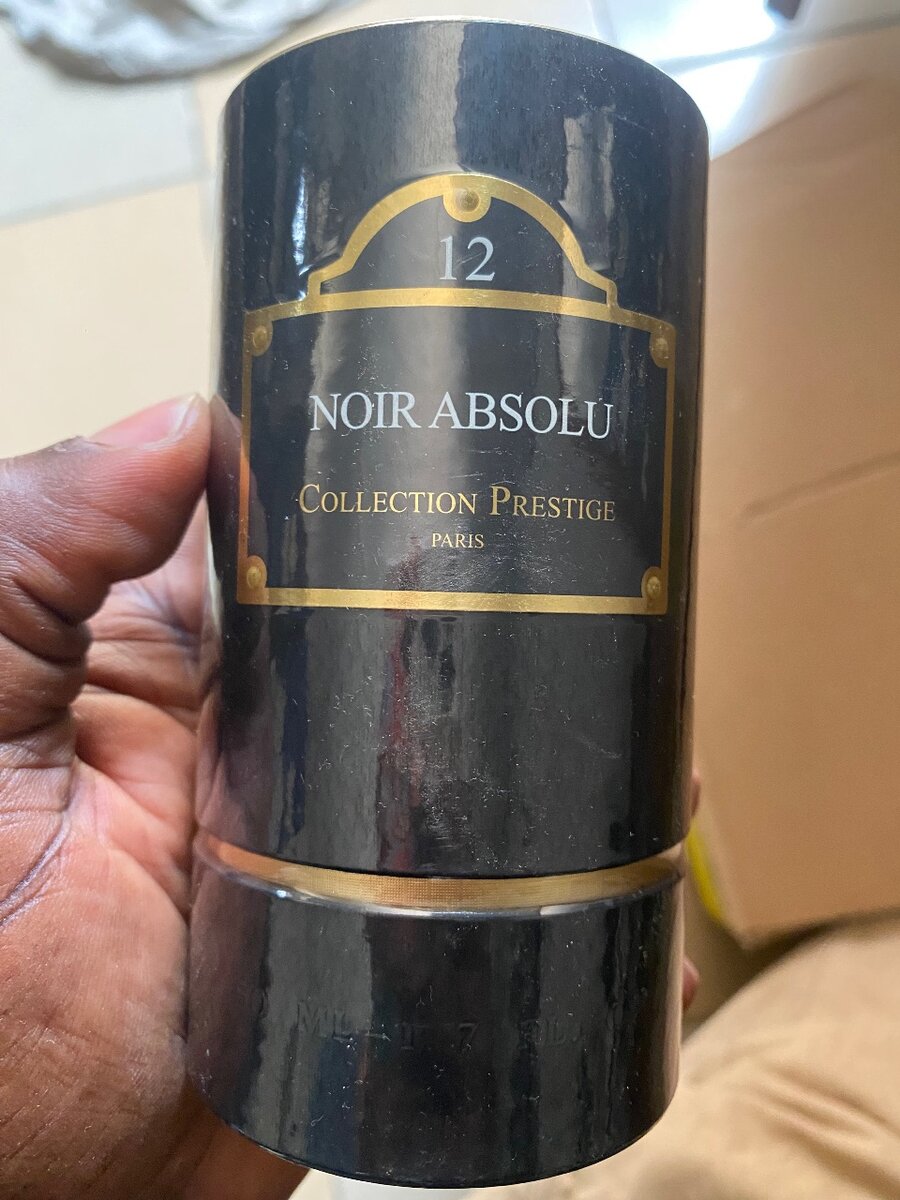 12
NOIR ABSOLU
COLLECTION PRESTIGE
PARIS